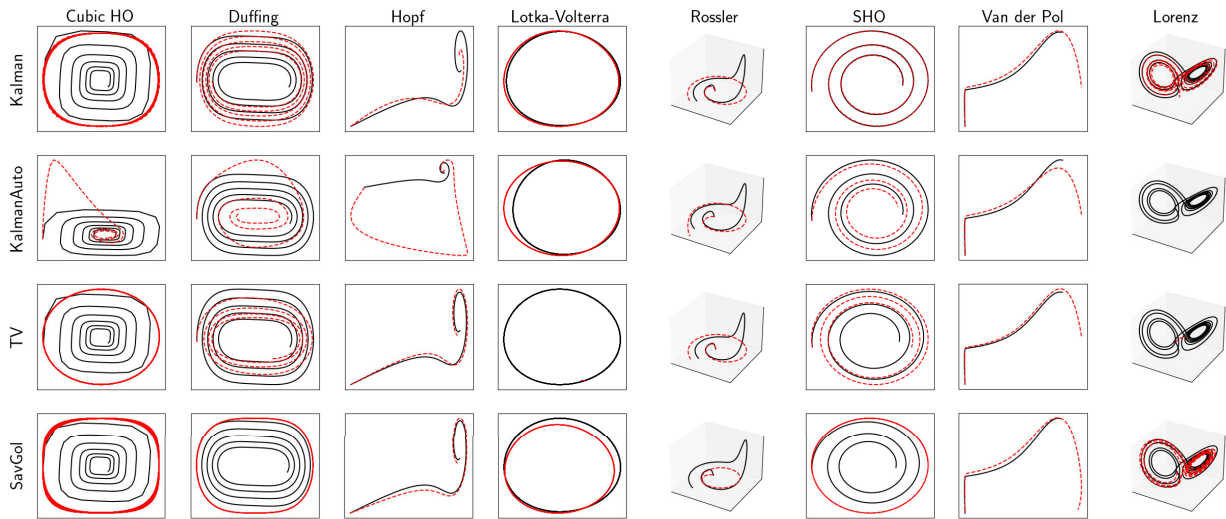 Cubic HO Duffing Hopf Lotka-Volterra Rossler SHO Van der Pol Lorenz
Kalman
KalmanAuto
TV
SavGol